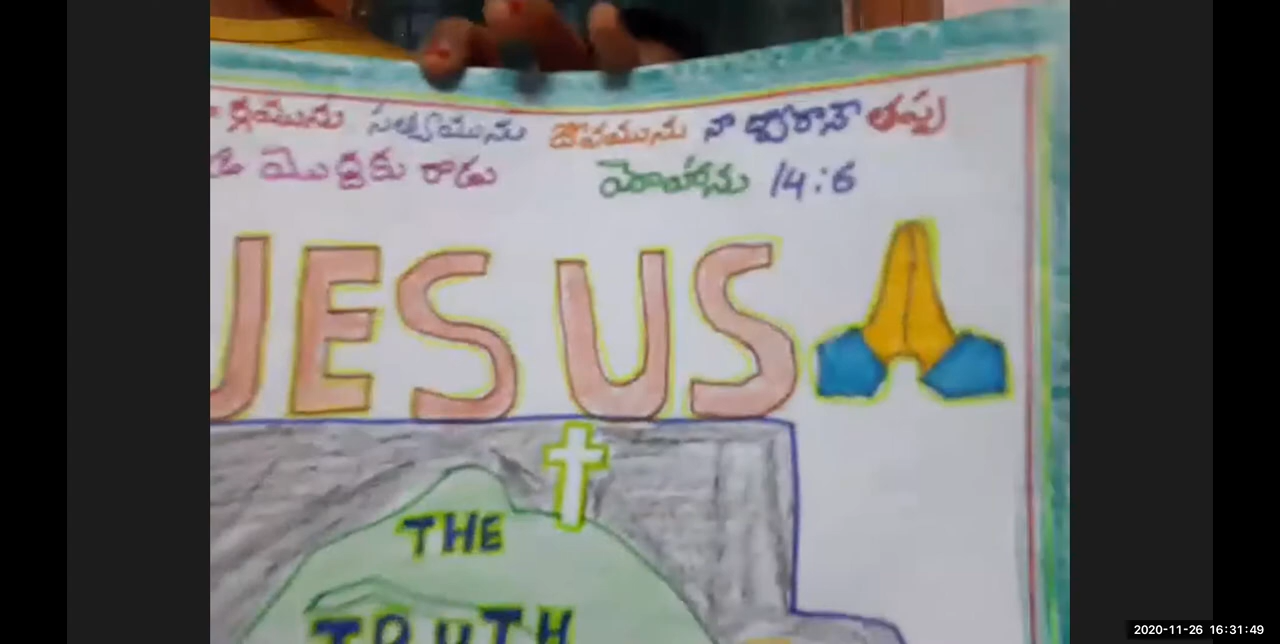 సత్యమును జీవమును నా ద్వారానే తప్ప
యొద్దకు రాడు యోహాను 14:6
JESUS
THE
TRUTH
2020-11-26 16:31:49